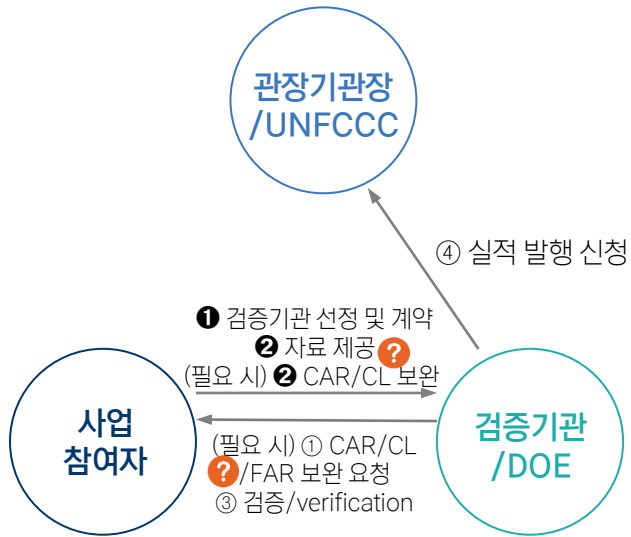 관장기관장
/UNFCCC
④ 실적 발행 신청
❶ 검증기관 선정 및 계약
❷ 자료 제공 ?
(필요 시) ❷ CAR/CL 보완
사업
참여자
검증기관
/DOE
(필요 시) ① CAR/CL
? /FAR 보완 요청
③ 검증/verification